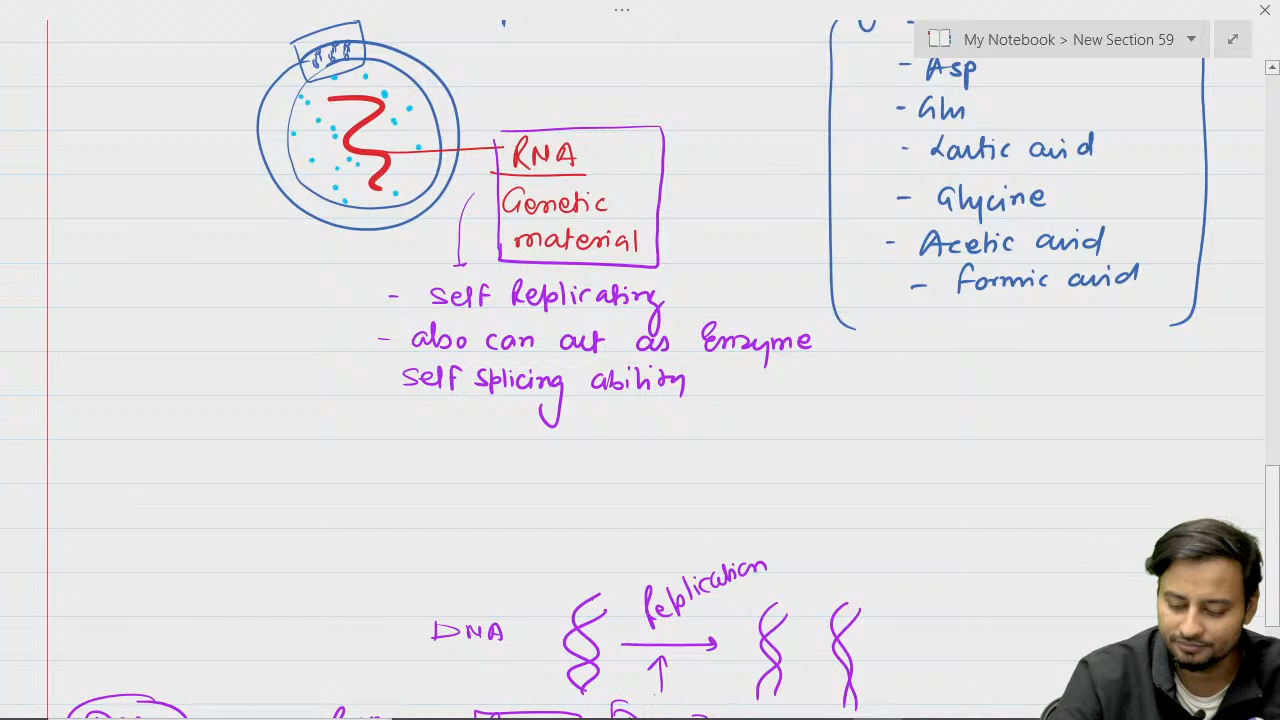 My Notebook > New Section 59
- Asp
- Gln
- Lactic acid
- Glycine
- Acetic acid
- Formic acid
RNA
Genetic
material
- Self Replicating
- also can act as Enzyme
Self splicing ability
Replication
DNA